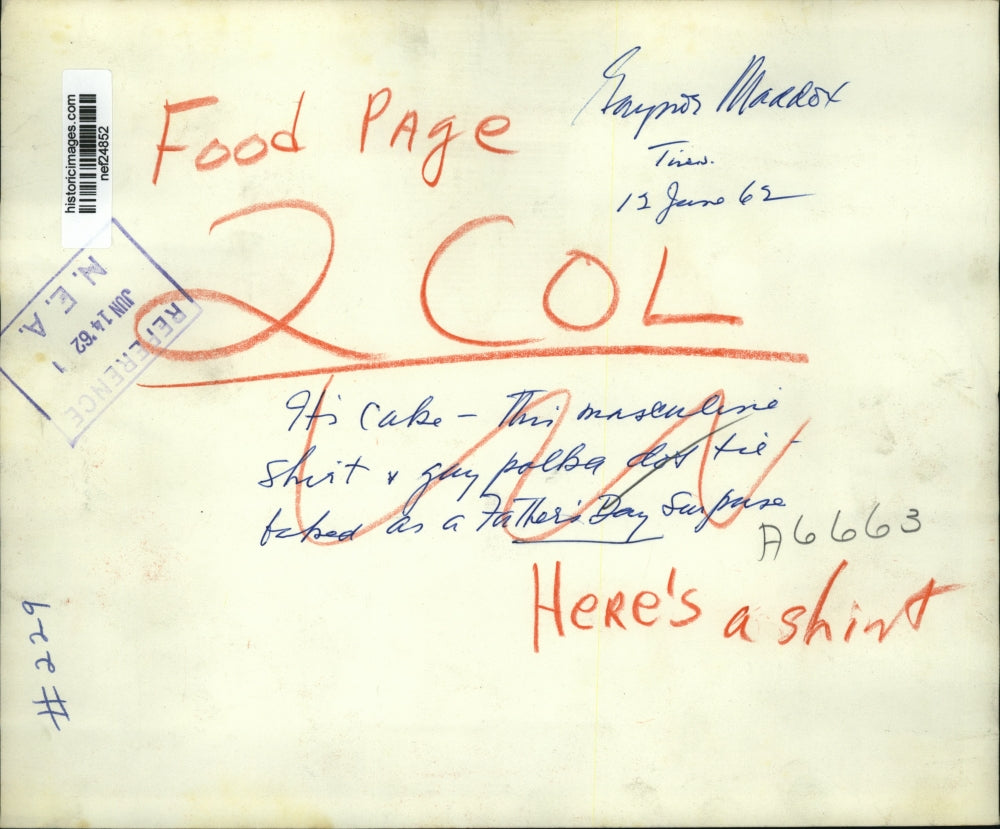 historicimages.com
nef24852
Food Page
Gaynor Maddox
Tues.
12 June 62
2 COL
N.E.A.
JUN 14 '62
REFERENCE
It's cake - This masculine
shirt & gay polka dot tie -
baked as a Father's Day surprise
A6663
Here's a shirt
#229